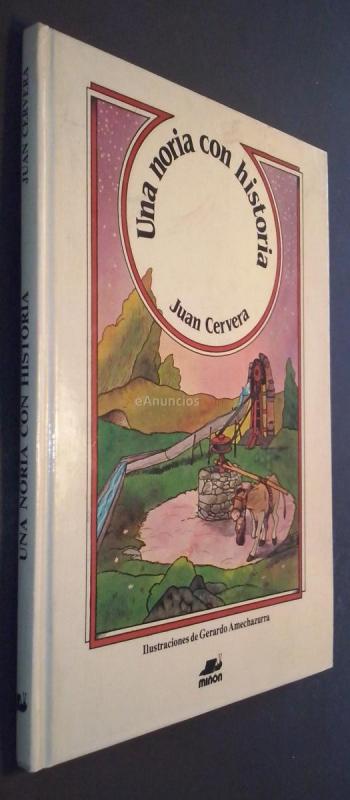 JUAN CERVERA
UNA NORIA CON HISTORIA
Una noria con historia
Juan Cervera
eAnuncios
Ilustraciones de Gerardo Amechazurra
miñón